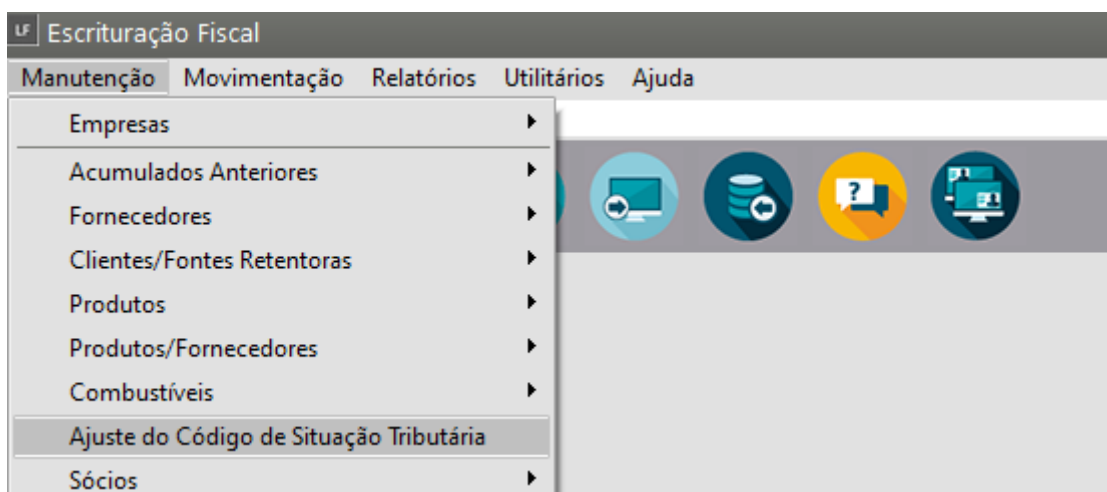 LF Escrituração Fiscal
Manutenção Movimentação Relatórios Utilitários Ajuda
Empresas
Acumulados Anteriores
Fornecedores
Clientes/Fontes Retentoras
Produtos
Produtos/Fornecedores
Combustíveis
Ajuste do Código de Situação Tributária
Sócios
?